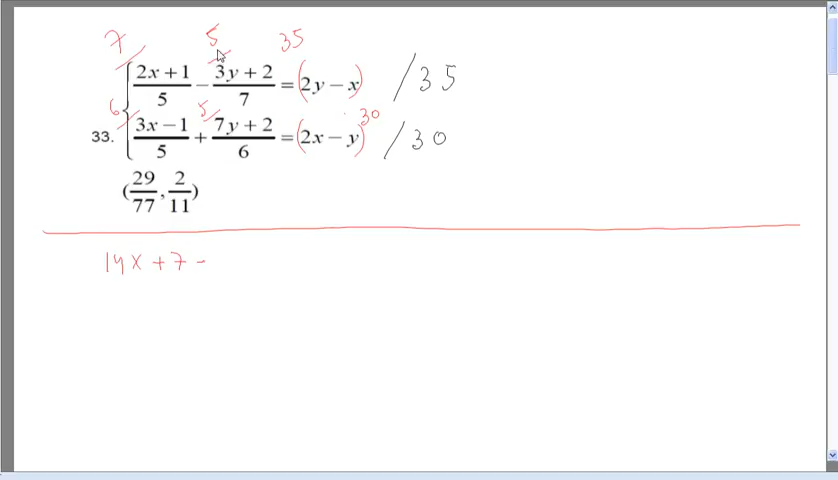 7 5 35
2x+1/5 − 3y+2/7 = (2y−x) /35
6 5 30
33. 3x−1/5 + 7y+2/6 = (2x−y) /30
(29/77, 2/11)
14x + 7 −